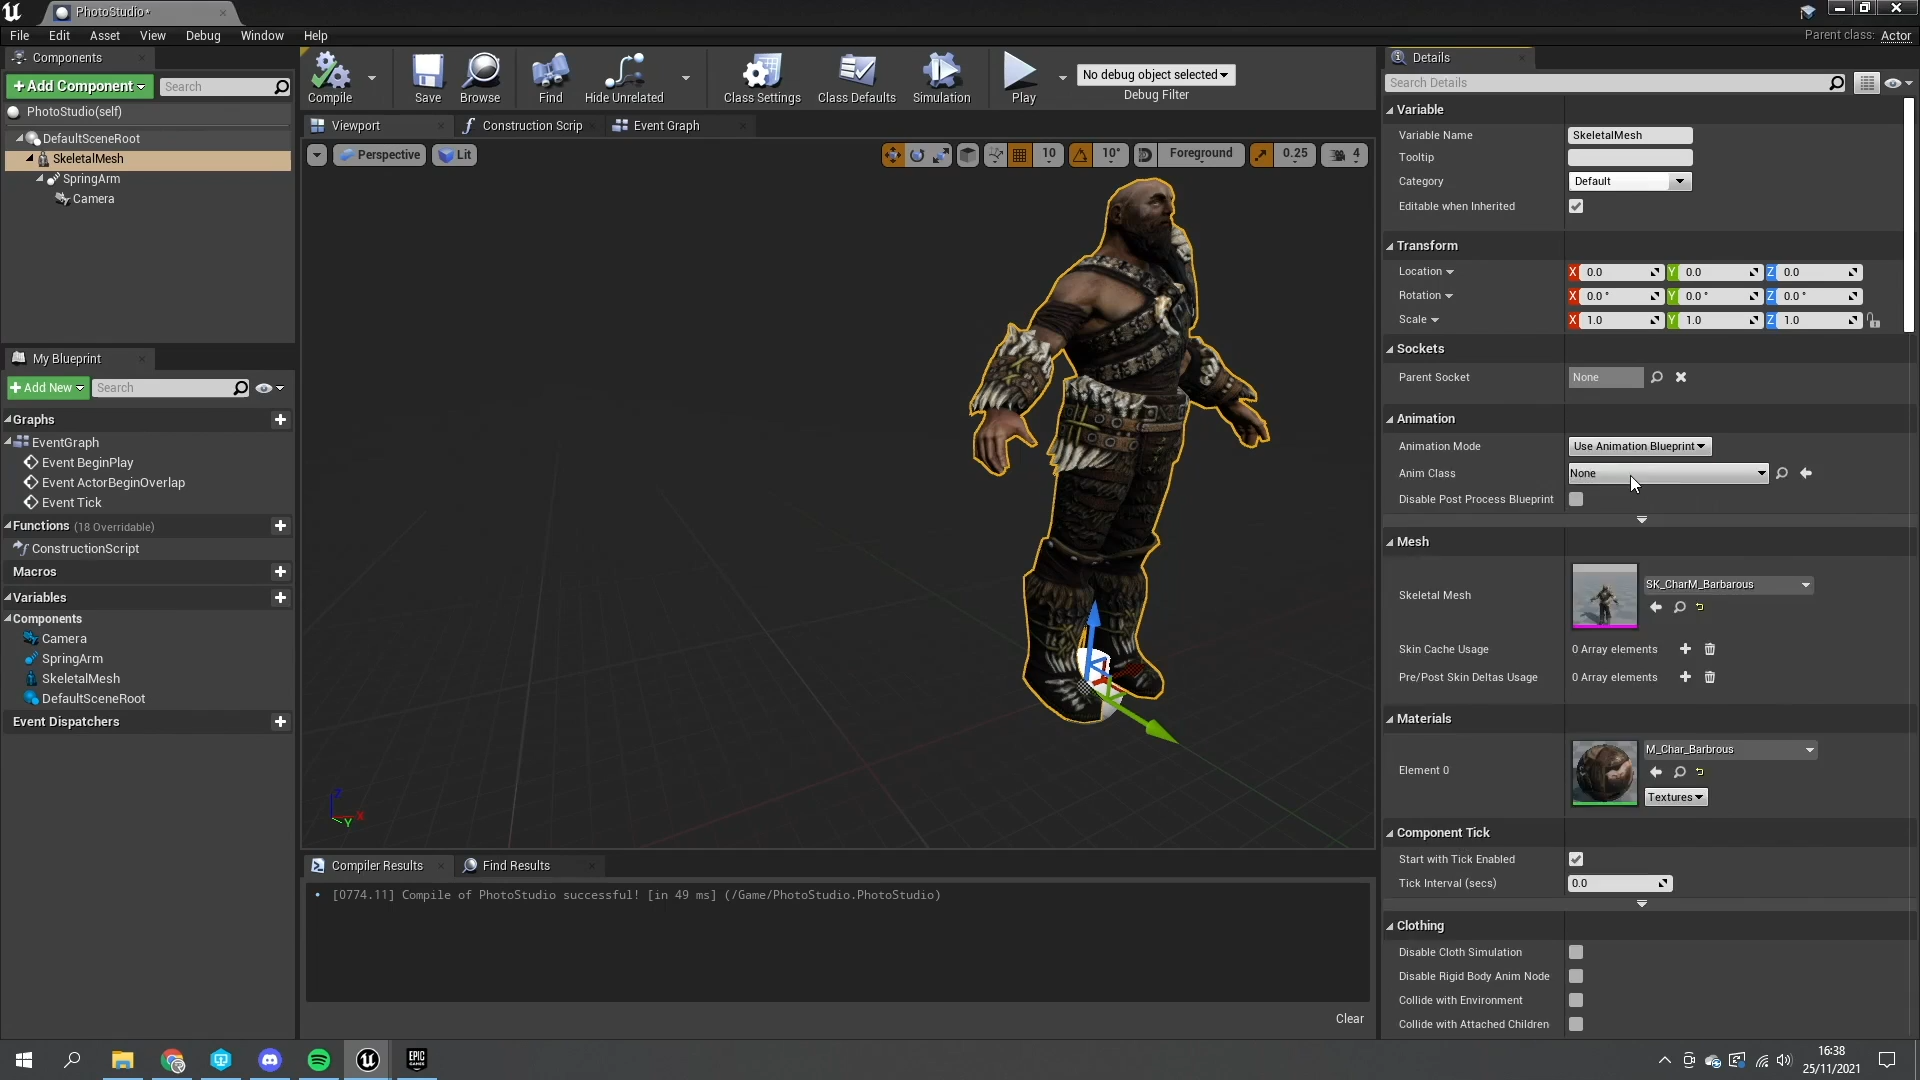 PhotoStudio*
File Edit Asset View Debug Window Help
Parent class: Actor
Components
+Add Component
Search
PhotoStudio(self)
DefaultSceneRoot
SkeletalMesh
SpringArm
Camera
My Blueprint
+Add New
Search
Graphs
EventGraph
Event BeginPlay
Event ActorBeginOverlap
Event Tick
Functions (18 Overridable)
ConstructionScript
Macros
Variables
Components
Camera
SpringArm
SkeletalMesh
DefaultSceneRoot
Event Dispatchers
Compile
Save
Browse
Find
Hide Unrelated
Class Settings
Class Defaults
Simulation
Play
No debug object selected
Debug Filter
Viewport
Construction Scrip
Event Graph
Perspective
Lit
10
10°
Foreground
0.25
4
Z
X
Y
Compiler Results
Find Results
• [0774.11] Compile of PhotoStudio successful! [in 49 ms] (/Game/PhotoStudio.PhotoStudio)
Clear
Details
Search Details
Variable
Variable Name SkeletalMesh
Tooltip
Category Default
Editable when Inherited
Transform
Location X 0.0 Y 0.0 Z 0.0
Rotation X 0.0 ° Y 0.0 ° Z 0.0 °
Scale X 1.0 Y 1.0 Z 1.0
Sockets
Parent Socket None
Animation
Animation Mode Use Animation Blueprint
Anim Class None
Disable Post Process Blueprint
Mesh
Skeletal Mesh SK_CharM_Barbarous
Skin Cache Usage 0 Array elements
Pre/Post Skin Deltas Usage 0 Array elements
Materials
Element 0 M_Char_Barbrous
Textures
Component Tick
Start with Tick Enabled
Tick Interval (secs) 0.0
Clothing
Disable Cloth Simulation
Disable Rigid Body Anim Node
Collide with Environment
Collide with Attached Children
EPIC GAMES
16:38
25/11/2021